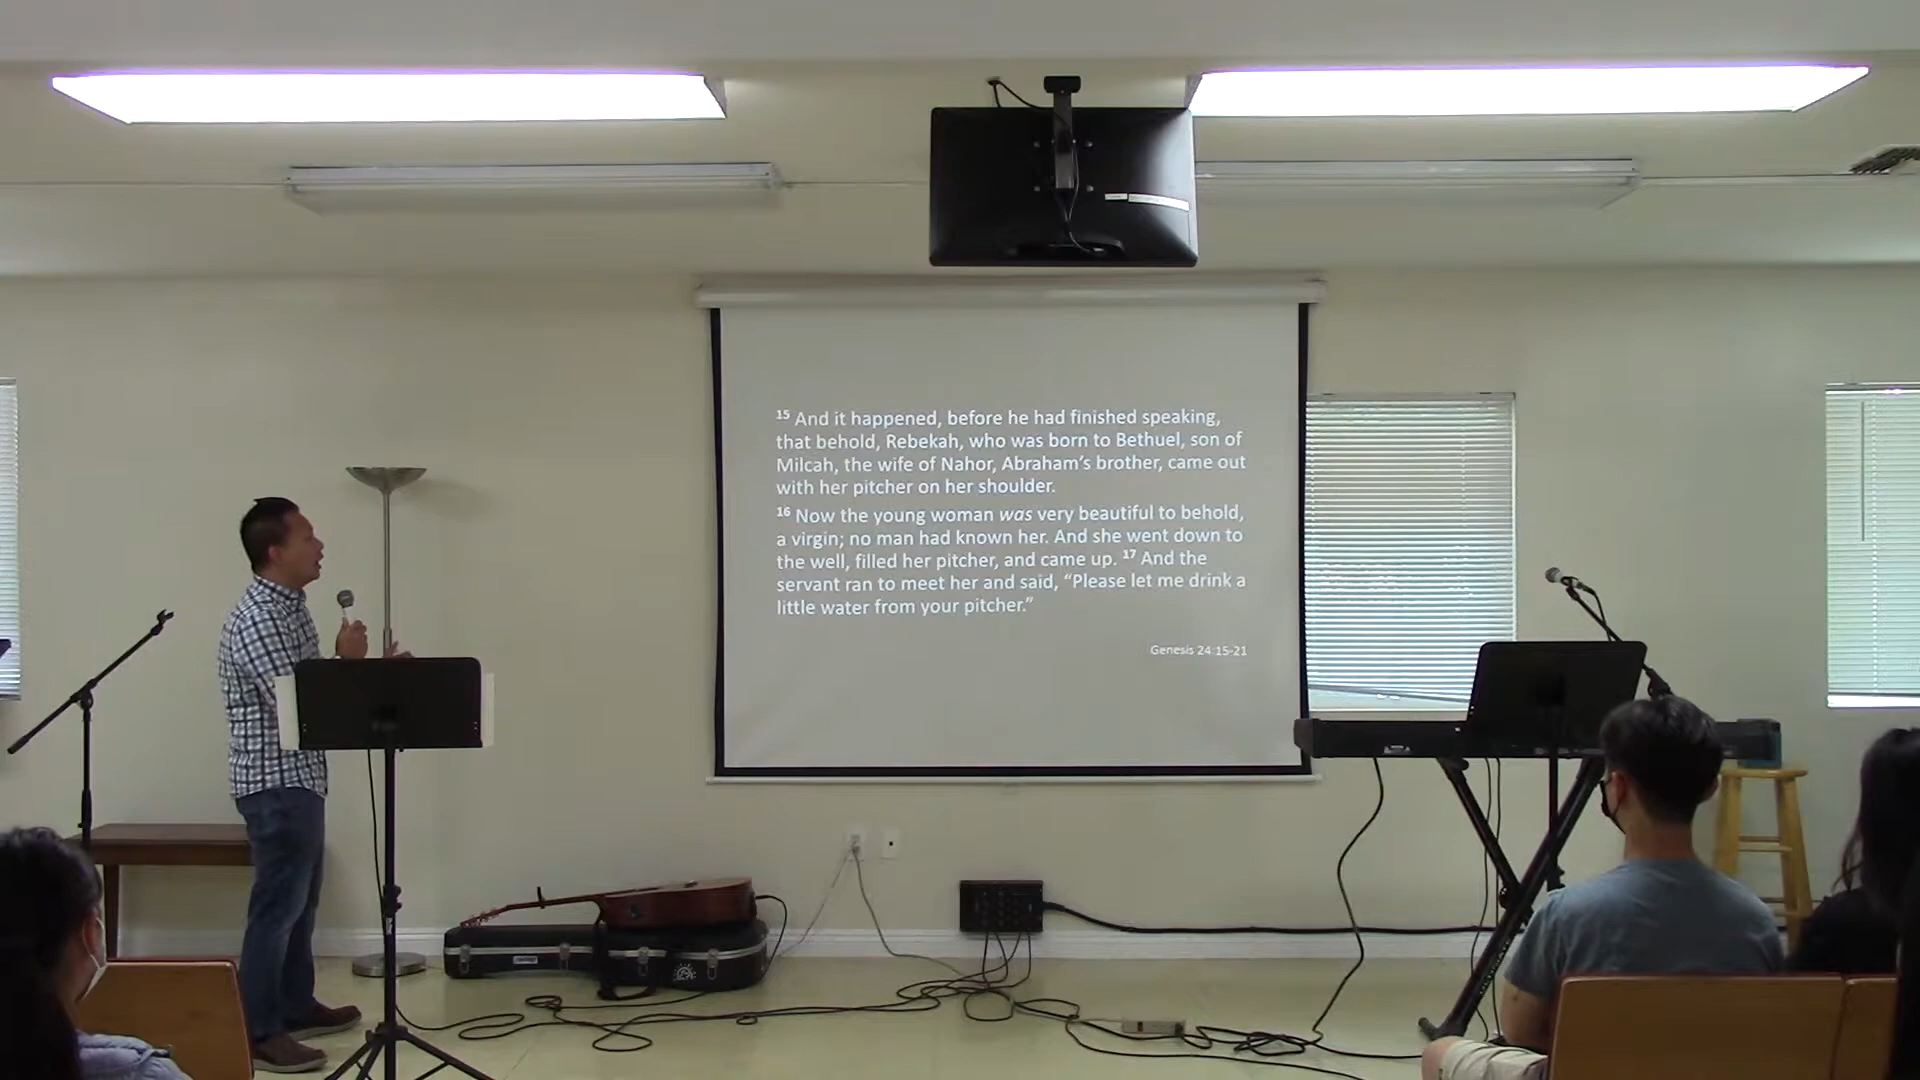 15 And it happened, before he had finished speaking,
that behold, Rebekah, who was born to Bethuel, son of
Milcah, the wife of Nahor, Abraham’s brother, came out
with her pitcher on her shoulder.
16 Now the young woman was very beautiful to behold,
a virgin; no man had known her. And she went down to
the well, filled her pitcher, and came up. 17 And the
servant ran to meet her and said, “Please let me drink a
little water from your pitcher.”
Genesis 24:15-21